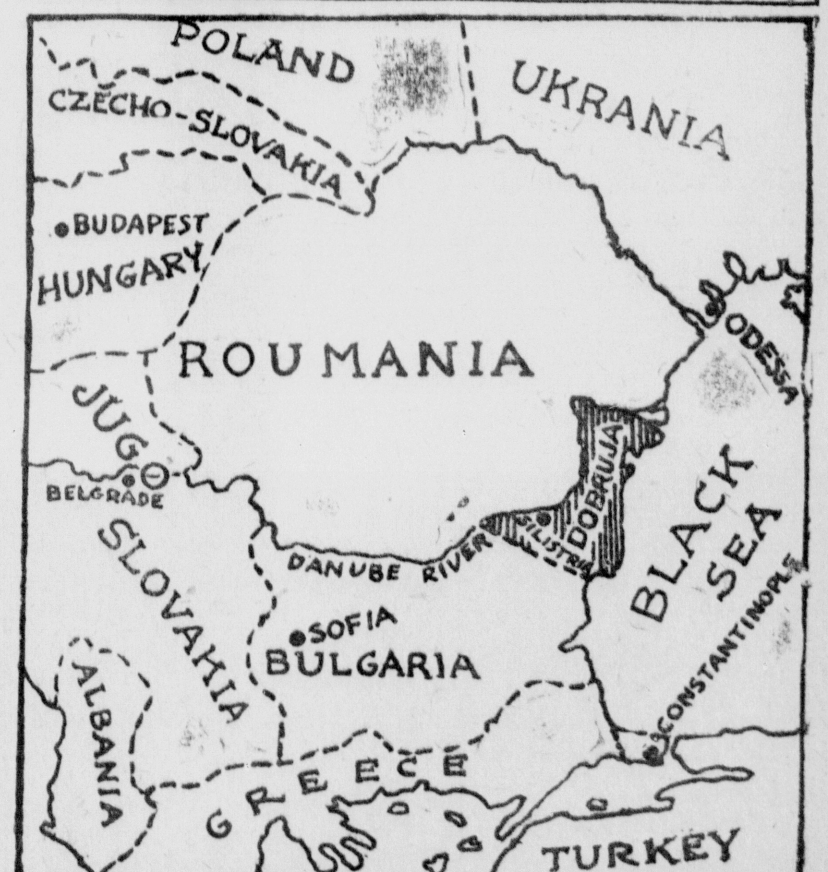 POLAND
UKRANIA
CZECHO-SLOVAKIA
BUDAPEST
HUNGARY
ODESSA
ROUMANIA
JUGO
SLOVAKIA
BELGRADE
DOBRUJA
SILISTRIA
BLACK
SEA
DANUBE RIVER
CONSTANTINOPLE
SOFIA
BULGARIA
ALBANIA
GREECE
TURKEY